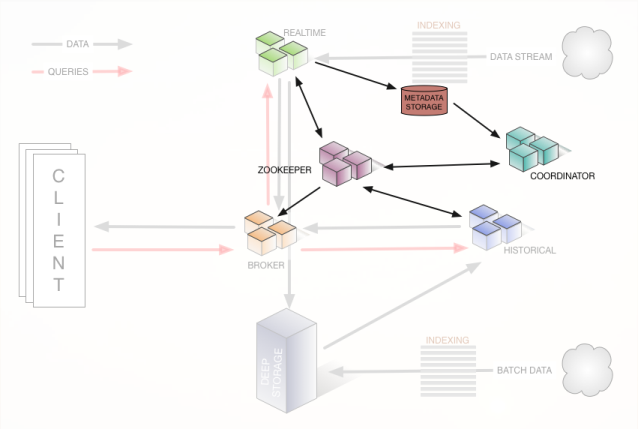 REALTIME
INDEXING
DATA
QUERIES
DATA STREAM
METADATA
STORAGE
ZOOKEEPER
COORDINATOR
CLIENT
BROKER
HISTORICAL
DEEP
STORAGE
INDEXING
BATCH DATA